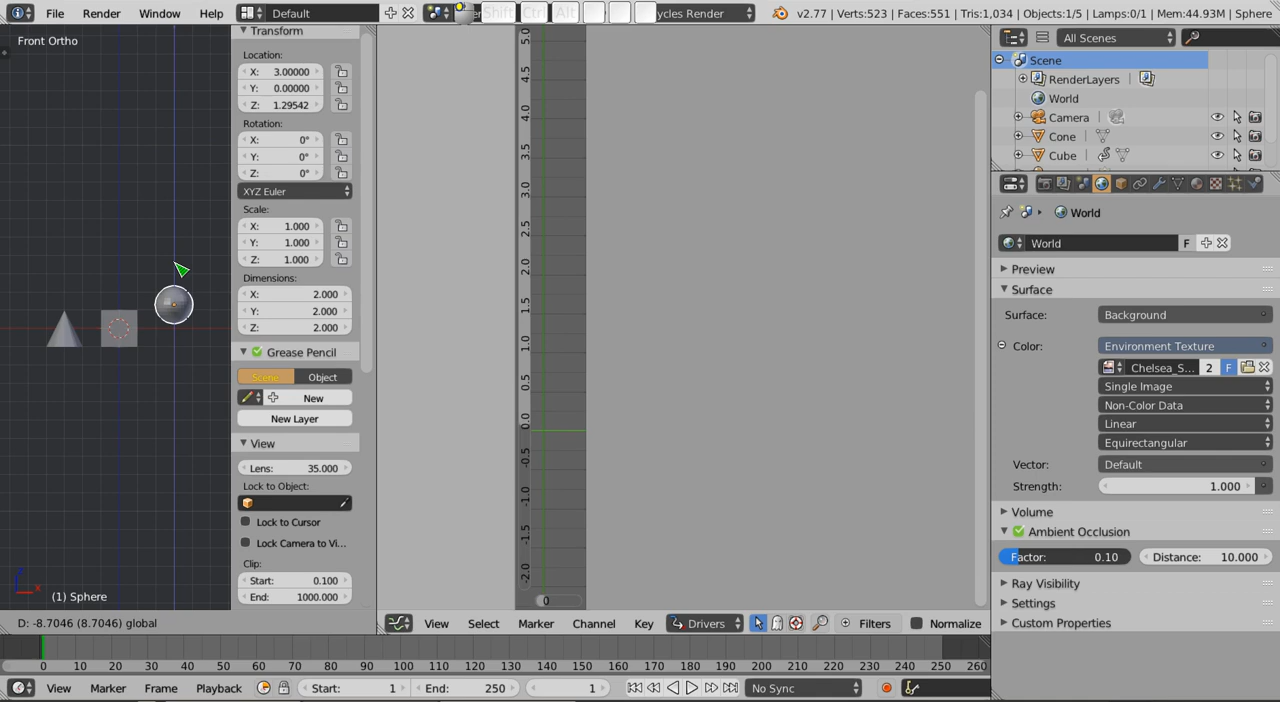 File Render Window Help Default Shift Ctrl Alt ycles Render v2.77 | Verts:523 | Faces:551 | Tris:1,034 | Objects:1/5 | Lamps:0/1 | Mem:44.93M | Sphere
Front Ortho
(1) Sphere
D: -8.7046 (8.7046) global
Transform
Location:
X: 3.00000
Y: 0.00000
Z: 1.29542
Rotation:
X: 0°
Y: 0°
Z: 0°
XYZ Euler
Scale:
X: 1.000
Y: 1.000
Z: 1.000
Dimensions:
X: 2.000
Y: 2.000
Z: 2.000
Grease Pencil
Scene Object
New
New Layer
View
Lens: 35.000
Lock to Object:
Lock to Cursor
Lock Camera to Vi...
Clip:
Start: 0.100
End: 1000.000
5.0
4.5
4.0
3.5
3.0
2.5
2.0
1.5
1.0
0.5
0.0
-0.5
-1.0
-1.5
-2.0
0
View Select Marker Channel Key Drivers Filters Normalize
0 10 20 30 40 50 60 70 80 90 100 110 120 130 140 150 160 170 180 190 200 210 220 230 240 250 260
View Marker Frame Playback Start: 1 End: 250 1 No Sync
View Search All Scenes
Scene
RenderLayers
World
Camera
Cone
Cube
World
World F
Preview
Surface
Surface: Background
Color: Environment Texture
Chelsea_S... 2 F
Single Image
Non-Color Data
Linear
Equirectangular
Vector: Default
Strength: 1.000
Volume
Ambient Occlusion
Factor: 0.10 Distance: 10.000
Ray Visibility
Settings
Custom Properties